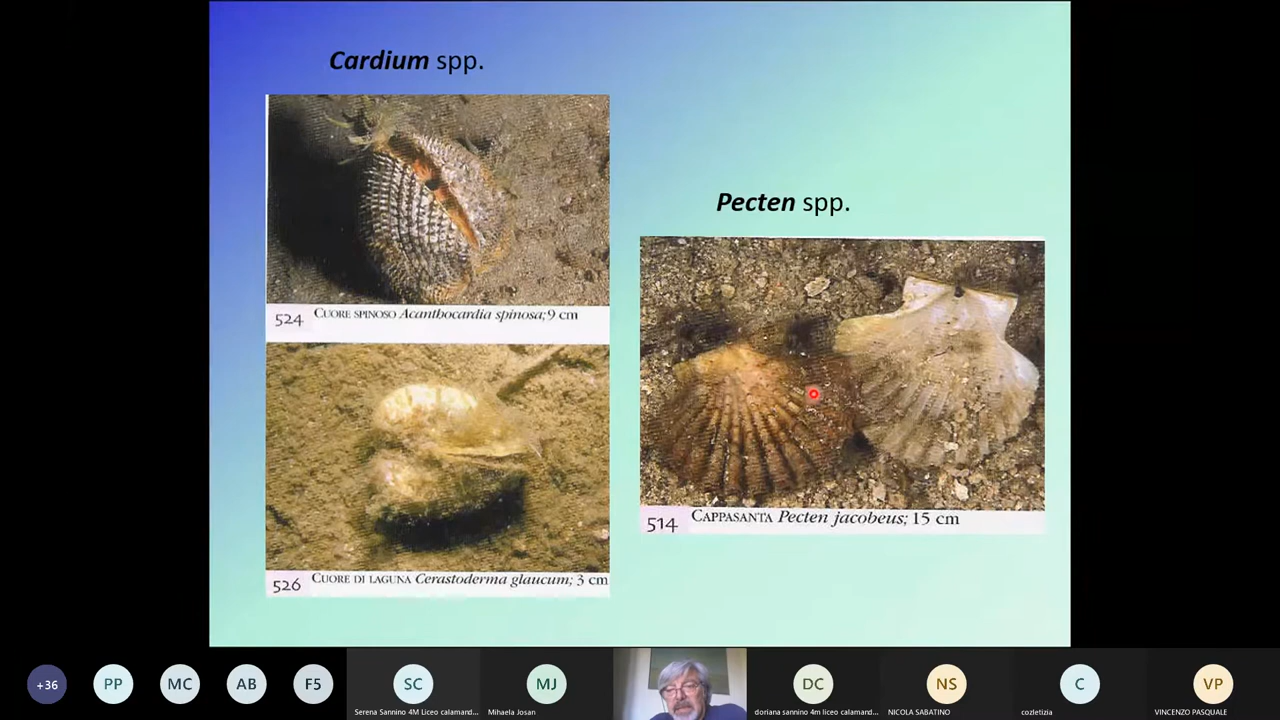 Cardium spp.
524 CUORE SPINOSO Acanthocardia spinosa; 9 cm
526 CUORE DI LAGUNA Cerastoderma glaucum; 3 cm
Pecten spp.
514 CAPPASANTA Pecten jacobeus; 15 cm
+36
PP
MC
AB
F5
SC
Serena Sannino 4M Liceo calamand...
MJ
Mihaela Josan
DC
doriana sannino 4m liceo calamand...
NS
NICOLA SABATINO
C
cozletizia
VP
VINCENZO PASQUALE